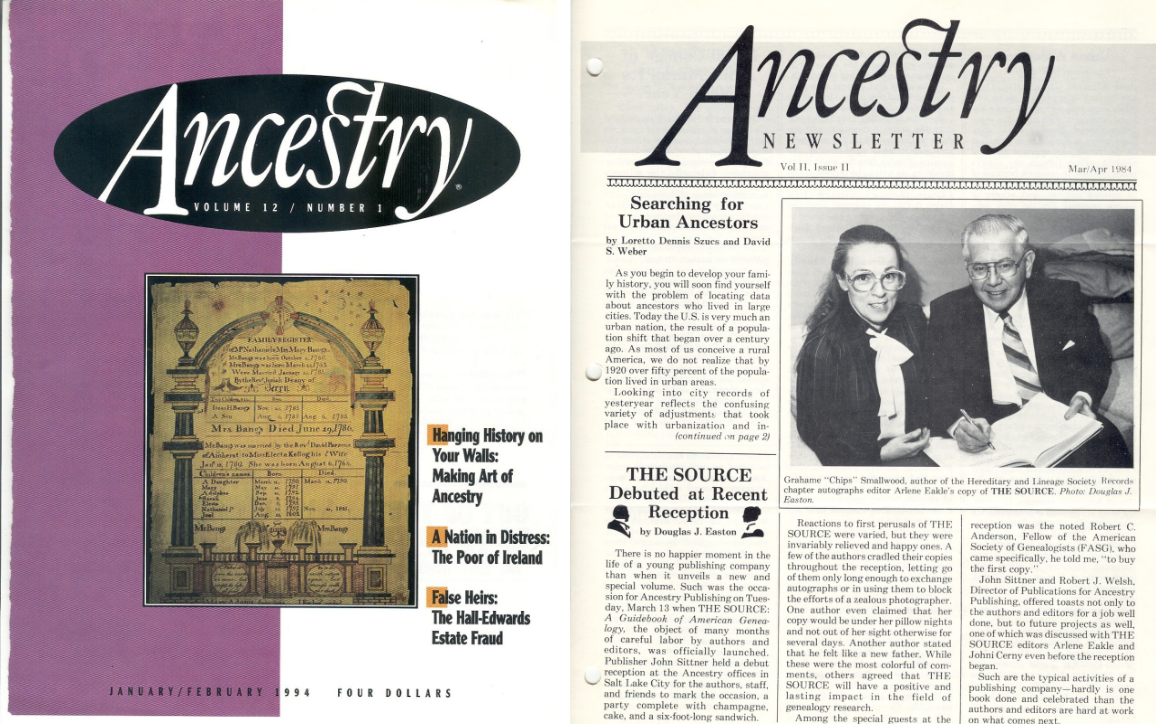 Ancestry
VOLUME 12 / NUMBER 1
FAMILY REGISTER
Mrs. Bangs Died June 29, 1786.
Children's names Born Died
Hanging History on
Your Walls:
Making Art of
Ancestry
A Nation in Distress:
The Poor of Ireland
False Heirs:
The Hall-Edwards
Estate Fraud
JANUARY/FEBRUARY 1994 FOUR DOLLARS
Ancestry
NEWSLETTER
Vol II, Issue II
Mar/Apr 1984
Searching for
Urban Ancestors
by Loretto Dennis Szucs and David
S. Weber
As you begin to develop your fami-
ly history, you will soon find yourself
with the problem of locating data
about ancestors who lived in large
cities. Today the U.S. is very much an
urban nation, the result of a popula-
tion shift that began over a century
ago. As most of us conceive a rural
America, we do not realize that by
1920 over fifty percent of the popula-
tion lived in urban areas.
Looking into city records of
yesteryear reflects the confusing
variety of adjustments that took
place with urbanization and in-
(continued on page 2)
Grahame "Chips" Smallwood, author of the Hereditary and Lineage Society Records
chapter autographs editor Arlene Eakle's copy of THE SOURCE. Photo: Douglas J.
Easton.
THE SOURCE
Debuted at Recent
Reception
by Douglas J. Easton
There is no happier moment in the
life of a young publishing company
than when it unveils a new and
special volume. Such was the occa-
sion for Ancestry Publishing on Tues-
day, March 13 when THE SOURCE:
A Guidebook of American Genea-
logy, the object of many months
of careful labor by authors and
editors, was officially launched.
Publisher John Sittner held a debut
reception at the Ancestry offices in
Salt Lake City for the authors, staff,
and friends to mark the occasion, a
party complete with champagne,
cake, and a six-foot-long sandwich.
Reactions to first perusals of THE
SOURCE were varied, but they were
invariably relieved and happy ones. A
few of the authors cradled their copies
throughout the reception, letting go
of them only long enough to exchange
autographs or in using them to block
the efforts of a zealous photographer.
One author even claimed that her
copy would be under her pillow nights
and not out of her sight otherwise for
several days. Another author stated
that he felt like a new father. While
these were the most colorful of com-
ments, others agreed that THE
SOURCE will have a positive and
lasting impact in the field of
genealogy research.
Among the special guests at the
reception was the noted Robert C.
Anderson, Fellow of the American
Society of Genealogists (FASG), who
came specifically, he told me, "to buy
the first copy."
John Sittner and Robert J. Welsh,
Director of Publications for Ancestry
Publishing, offered toasts not only to
the authors and editors for a job well
done, but to future projects as well,
one of which was discussed with THE
SOURCE editors Arlene Eakle and
Johni Cerny even before the reception
began.
Such are the typical activities of a
publishing company—hardly is one
book done and celebrated than the
authors and editors are hard at work
on what comes next.